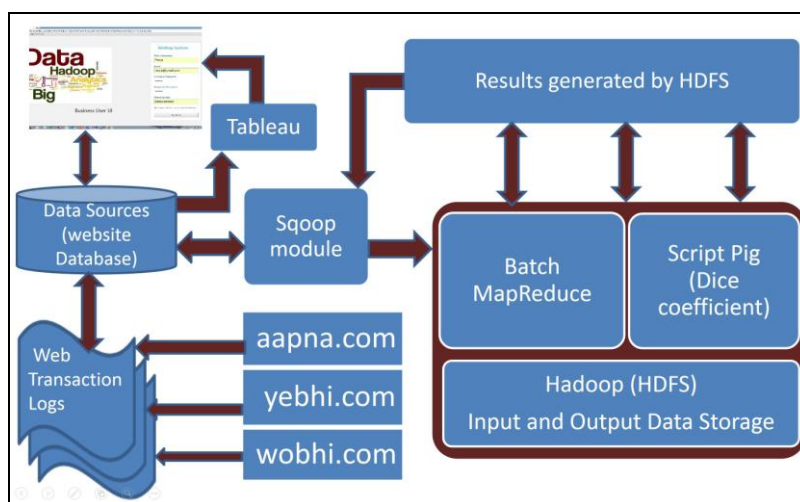 Data
Hadoop
Big
Business User UI
Tableau
Results generated by HDFS
Data Sources
(website
Database)
Sqoop
module
Batch
MapReduce
Script Pig
(Dice
coefficient)
Web
Transaction
Logs
aapna.com
yebhi.com
wobhi.com
Hadoop (HDFS)
Input and Output Data Storage